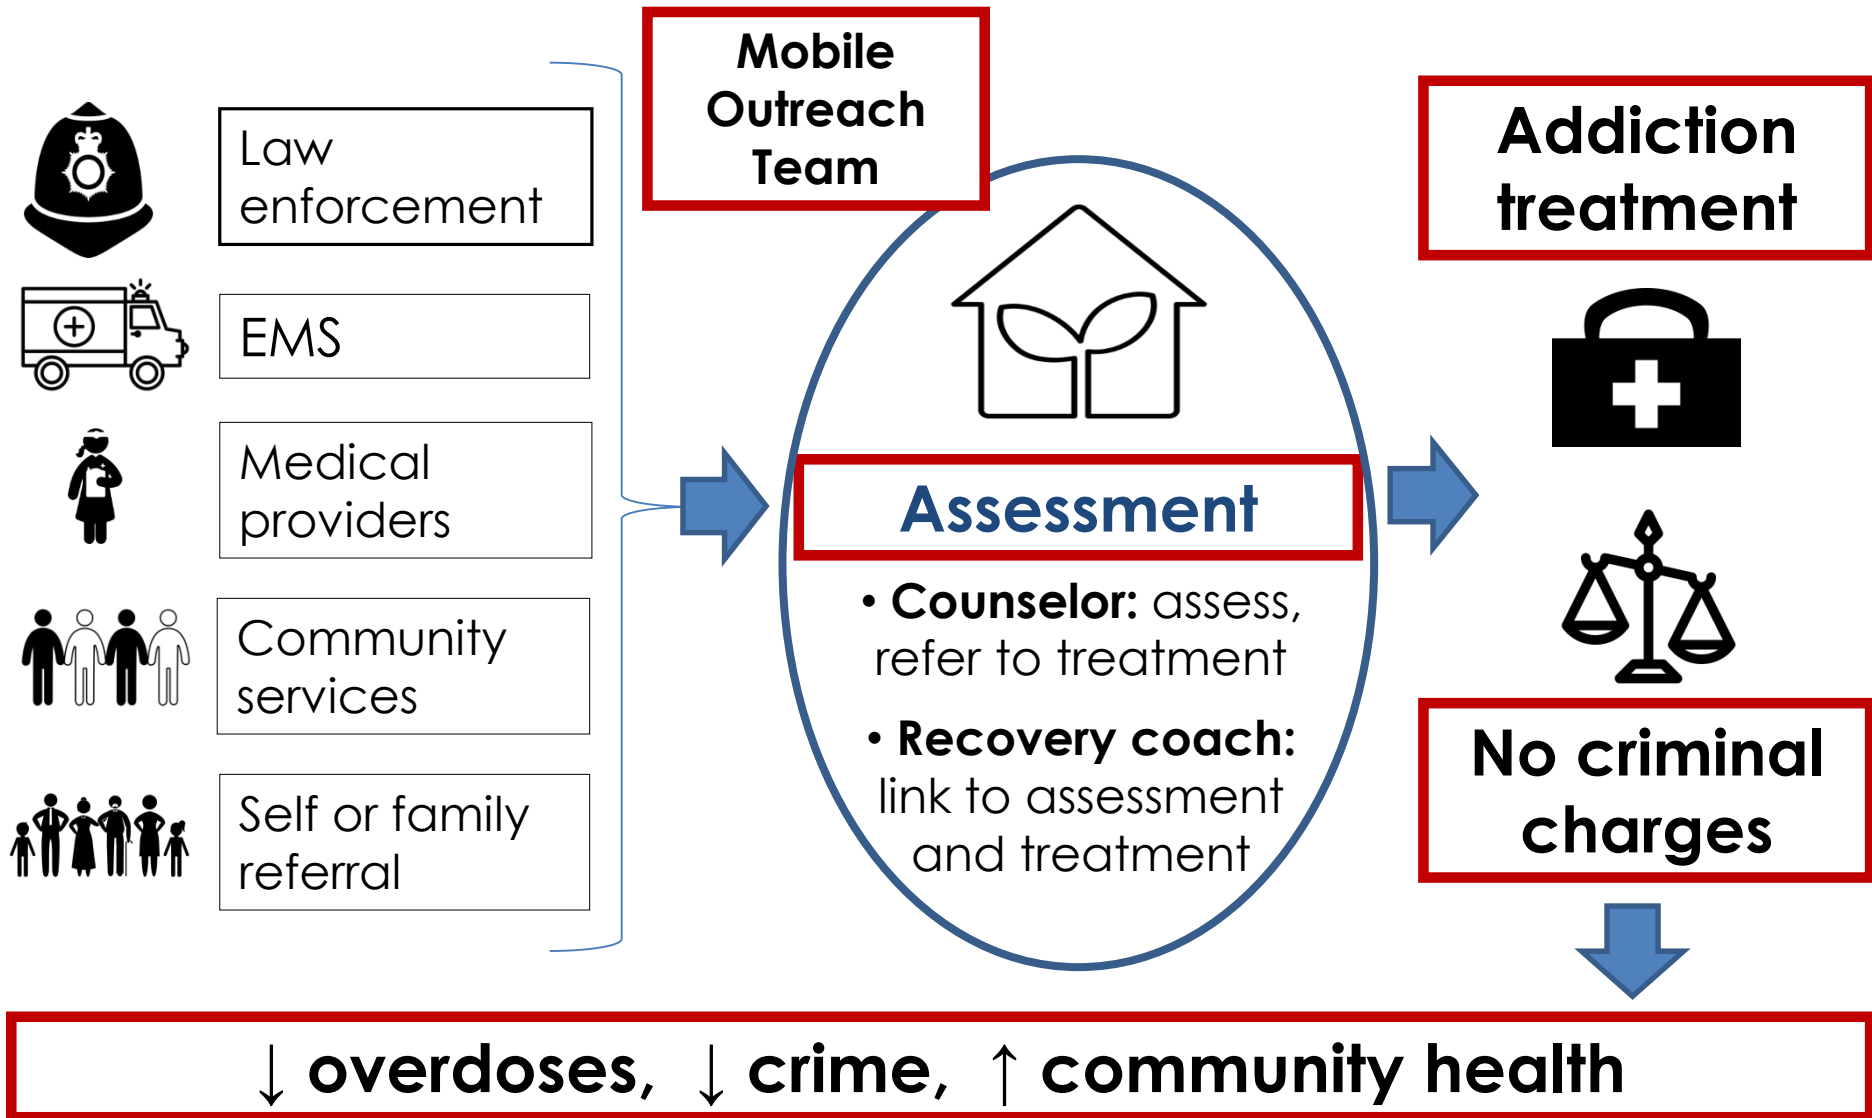 Mobile
Outreach
Team
Law
enforcement
EMS
Medical
providers
Community
services
Self or family
referral
Assessment
• Counselor: assess,
refer to treatment
• Recovery coach:
link to assessment
and treatment
Addiction
treatment
No criminal
charges
↓ overdoses, ↓ crime, ↑ community health